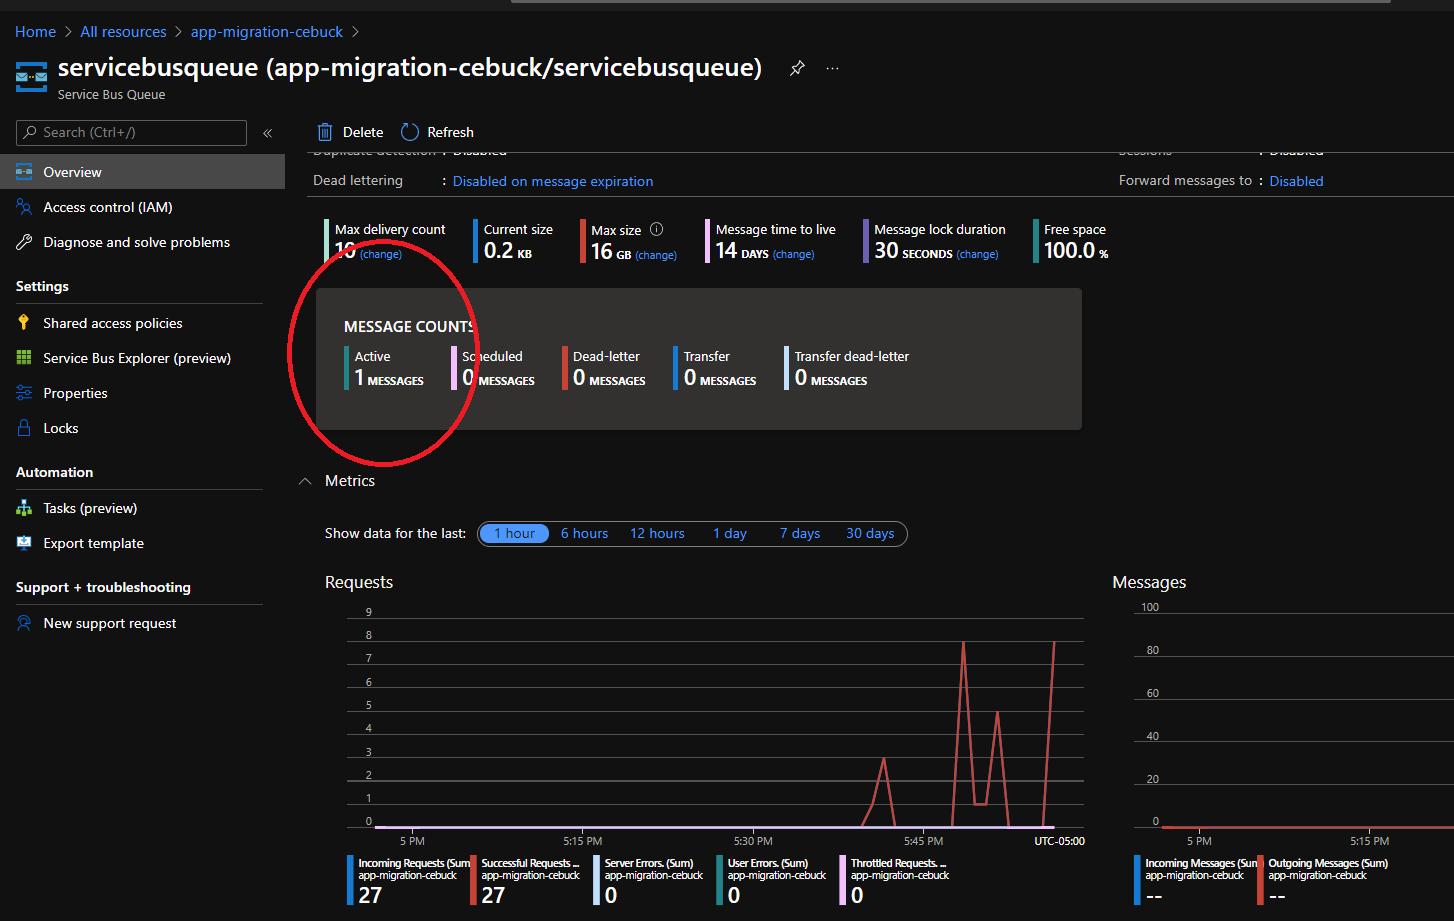 Home > All resources > app-migration-cebuck >
servicebusqueue (app-migration-cebuck/servicebusqueue) ...
Service Bus Queue
Search (Ctrl+/) «
Delete Refresh
Duplicate detection : Disabled Sessions : Disabled
Dead lettering : Disabled on message expiration Forward messages to : Disabled
Overview
Access control (IAM)
Diagnose and solve problems
Settings
Shared access policies
Service Bus Explorer (preview)
Properties
Locks
Automation
Tasks (preview)
Export template
Support + troubleshooting
New support request
Max delivery count
10 (change)
Current size
0.2 KB
Max size
16 GB (change)
Message time to live
14 DAYS (change)
Message lock duration
30 SECONDS (change)
Free space
100.0 %
MESSAGE COUNTS
Active
1 MESSAGES
Scheduled
0 MESSAGES
Dead-letter
0 MESSAGES
Transfer
0 MESSAGES
Transfer dead-letter
0 MESSAGES
Metrics
Show data for the last: 1 hour 6 hours 12 hours 1 day 7 days 30 days
Requests
9
8
7
6
5
4
3
2
1
0
5 PM 5:15 PM 5:30 PM 5:45 PM UTC-05:00
Incoming Requests (Sum
app-migration-cebuck
27
Successful Requests ...
app-migration-cebuck
27
Server Errors. (Sum)
app-migration-cebuck
0
User Errors. (Sum)
app-migration-cebuck
0
Throttled Requests. ...
app-migration-cebuck
0
Messages
100
80
60
40
20
0
5 PM 5:15 PM
Incoming Messages (Sum
app-migration-cebuck
--
Outgoing Messages (Sum)
app-migration-cebuck
--